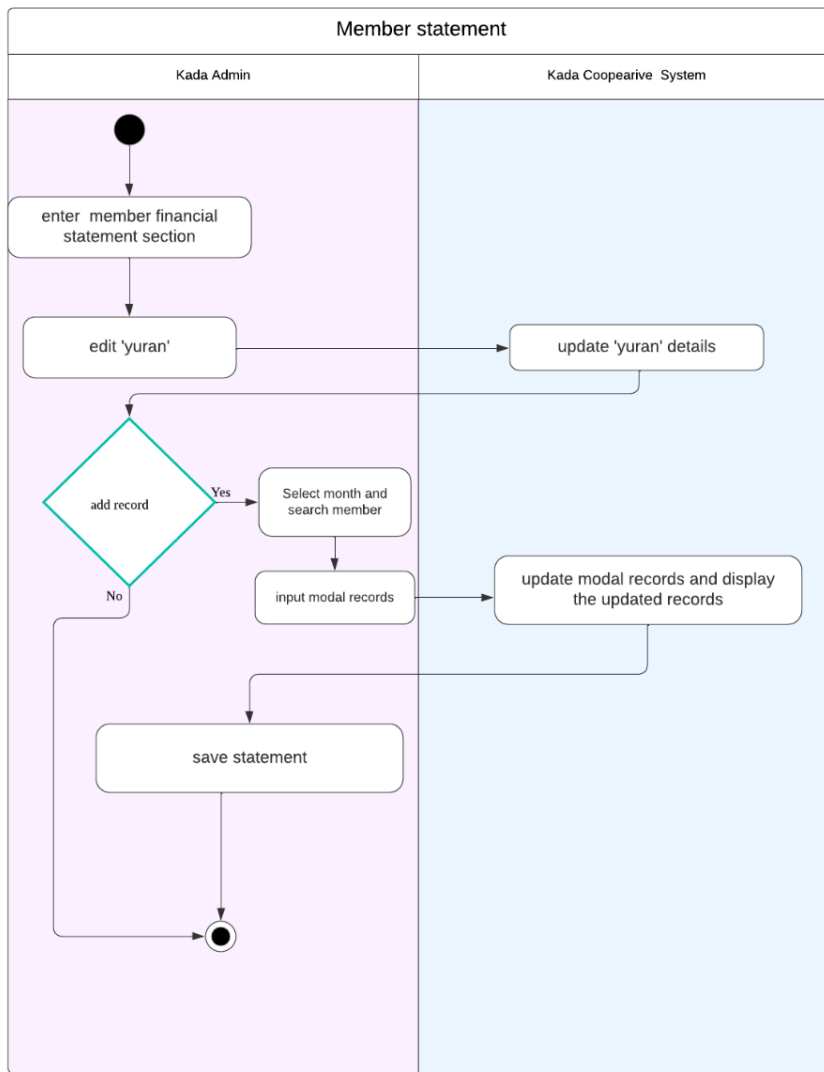 Member statement
Kada Admin
Kada Coopearive System
enter member financial
statement section
edit 'yuran'
update 'yuran' details
add record
Yes
Select month and
search member
No
input modal records
update modal records and display
the updated records
save statement